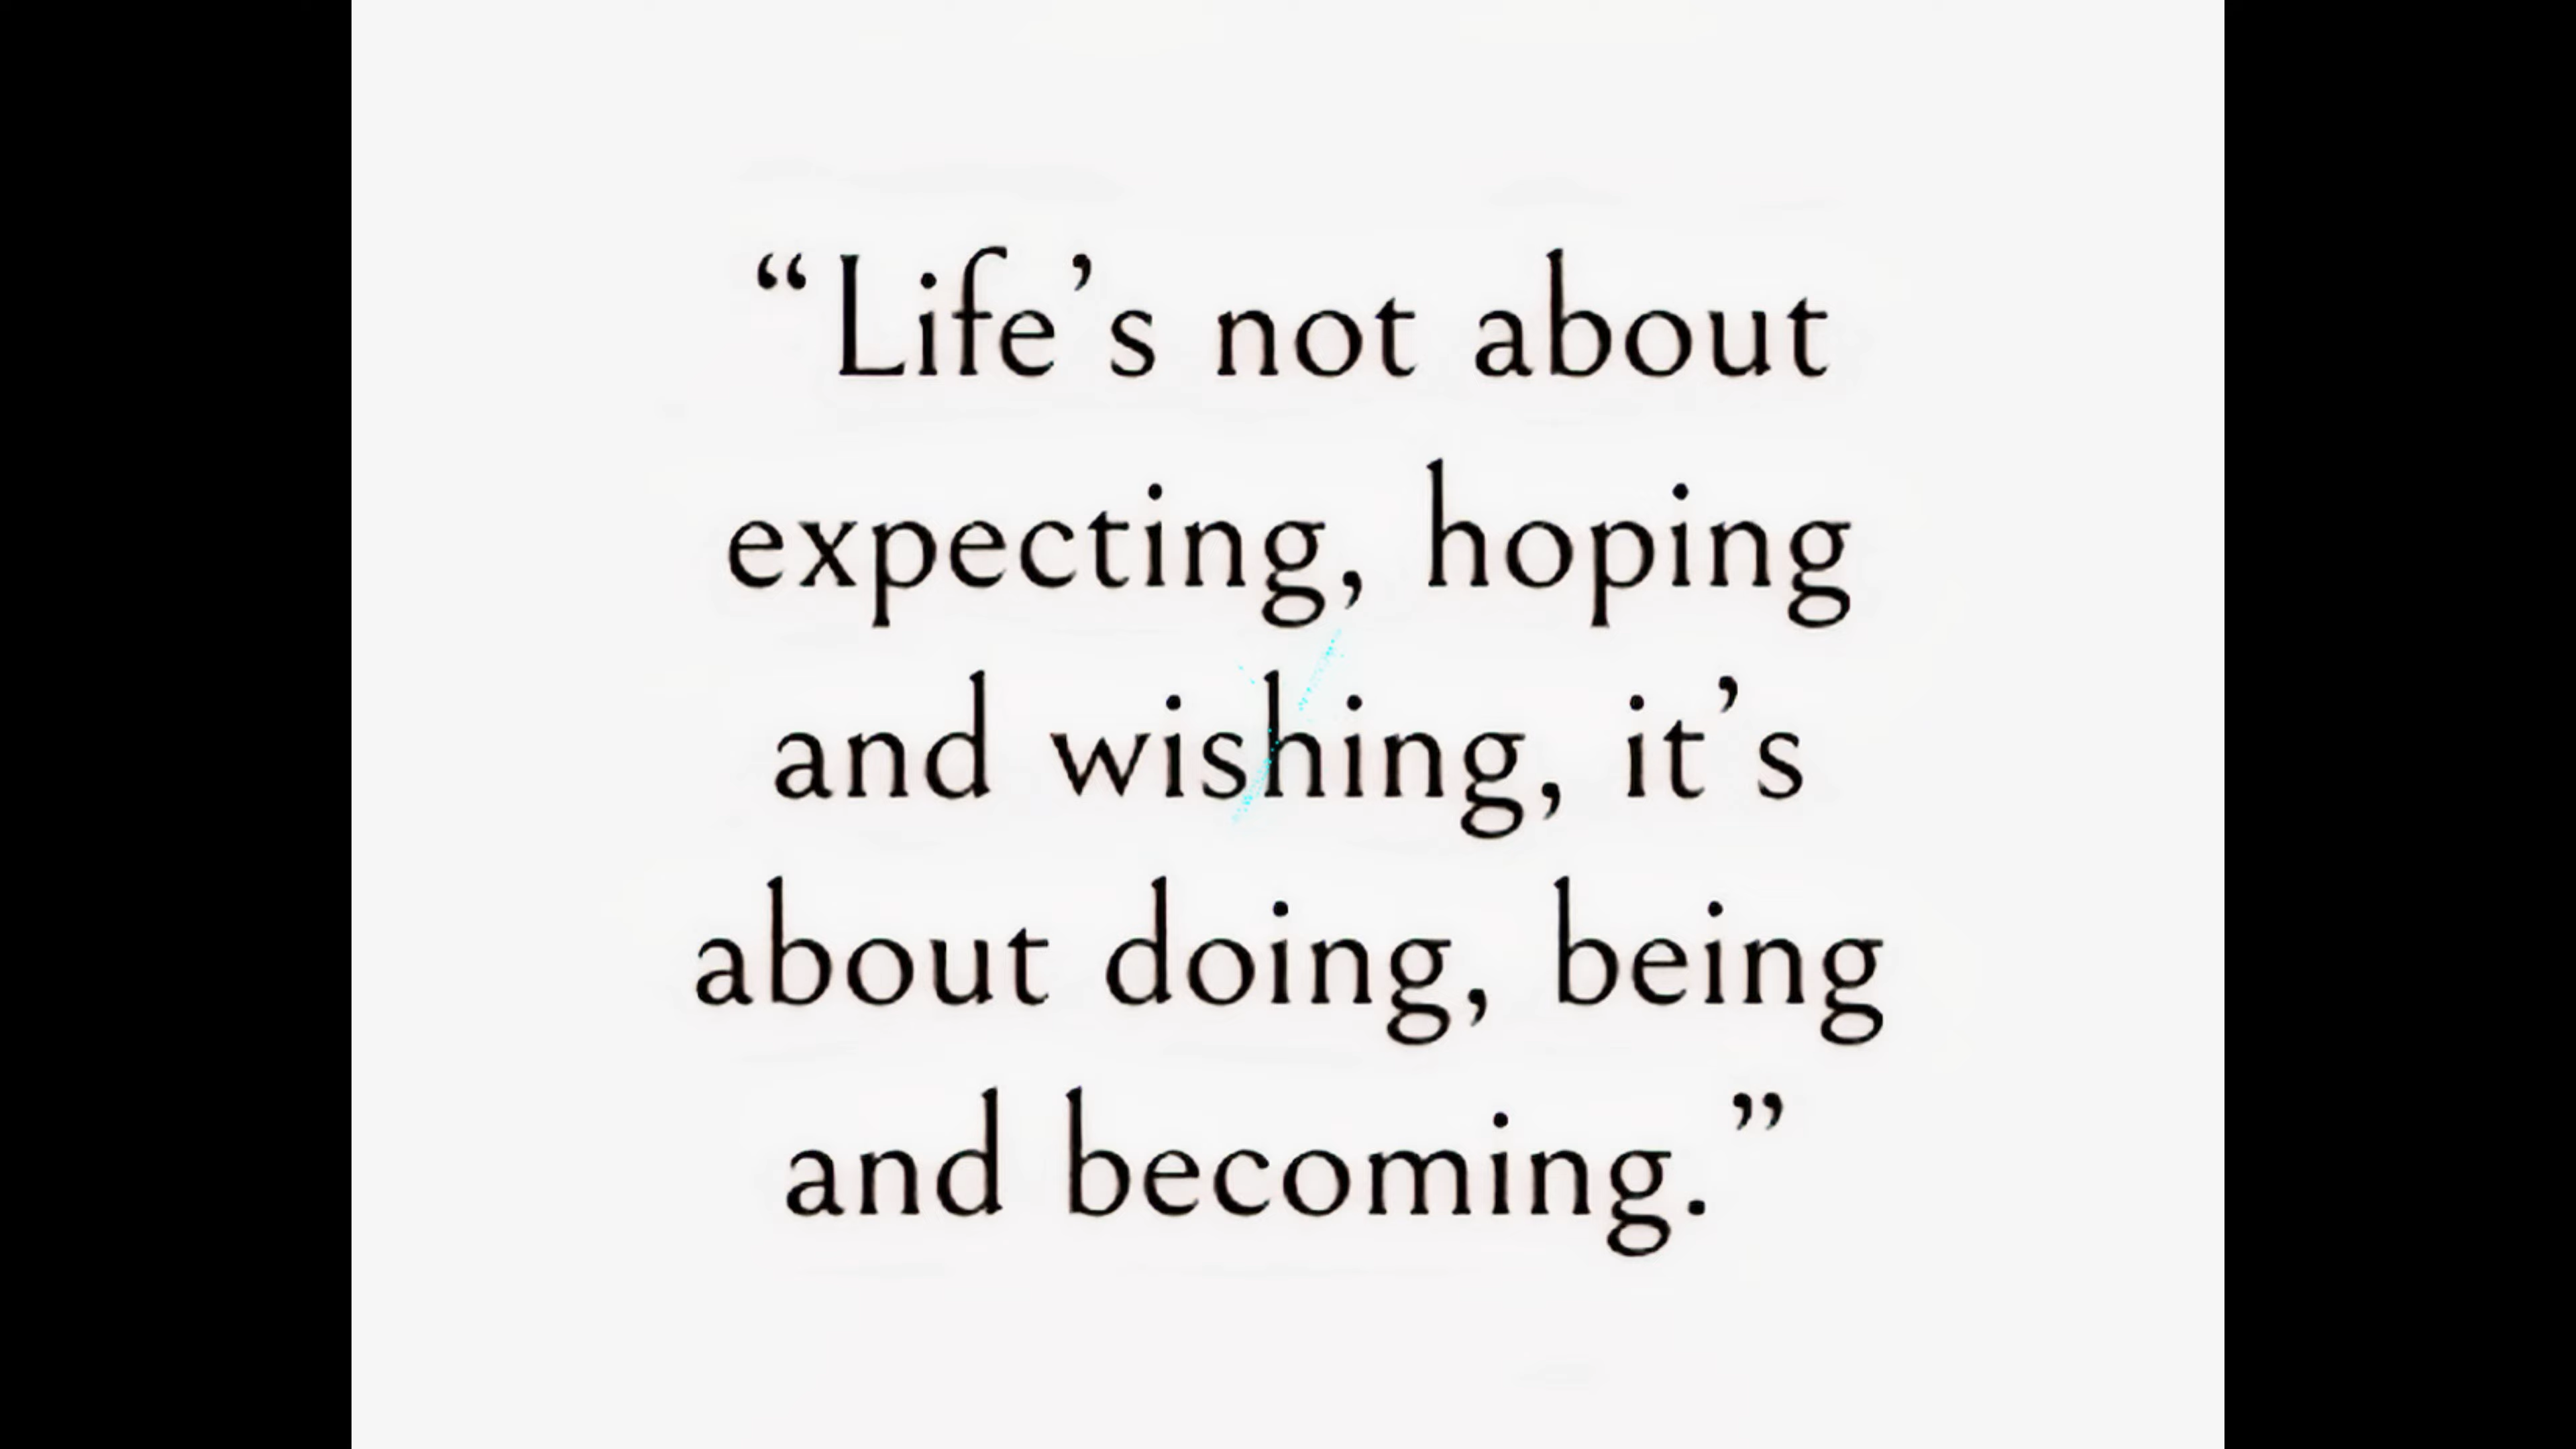 “Life’s not about
expecting, hoping
and wishing, it’s
about doing, being
and becoming.”